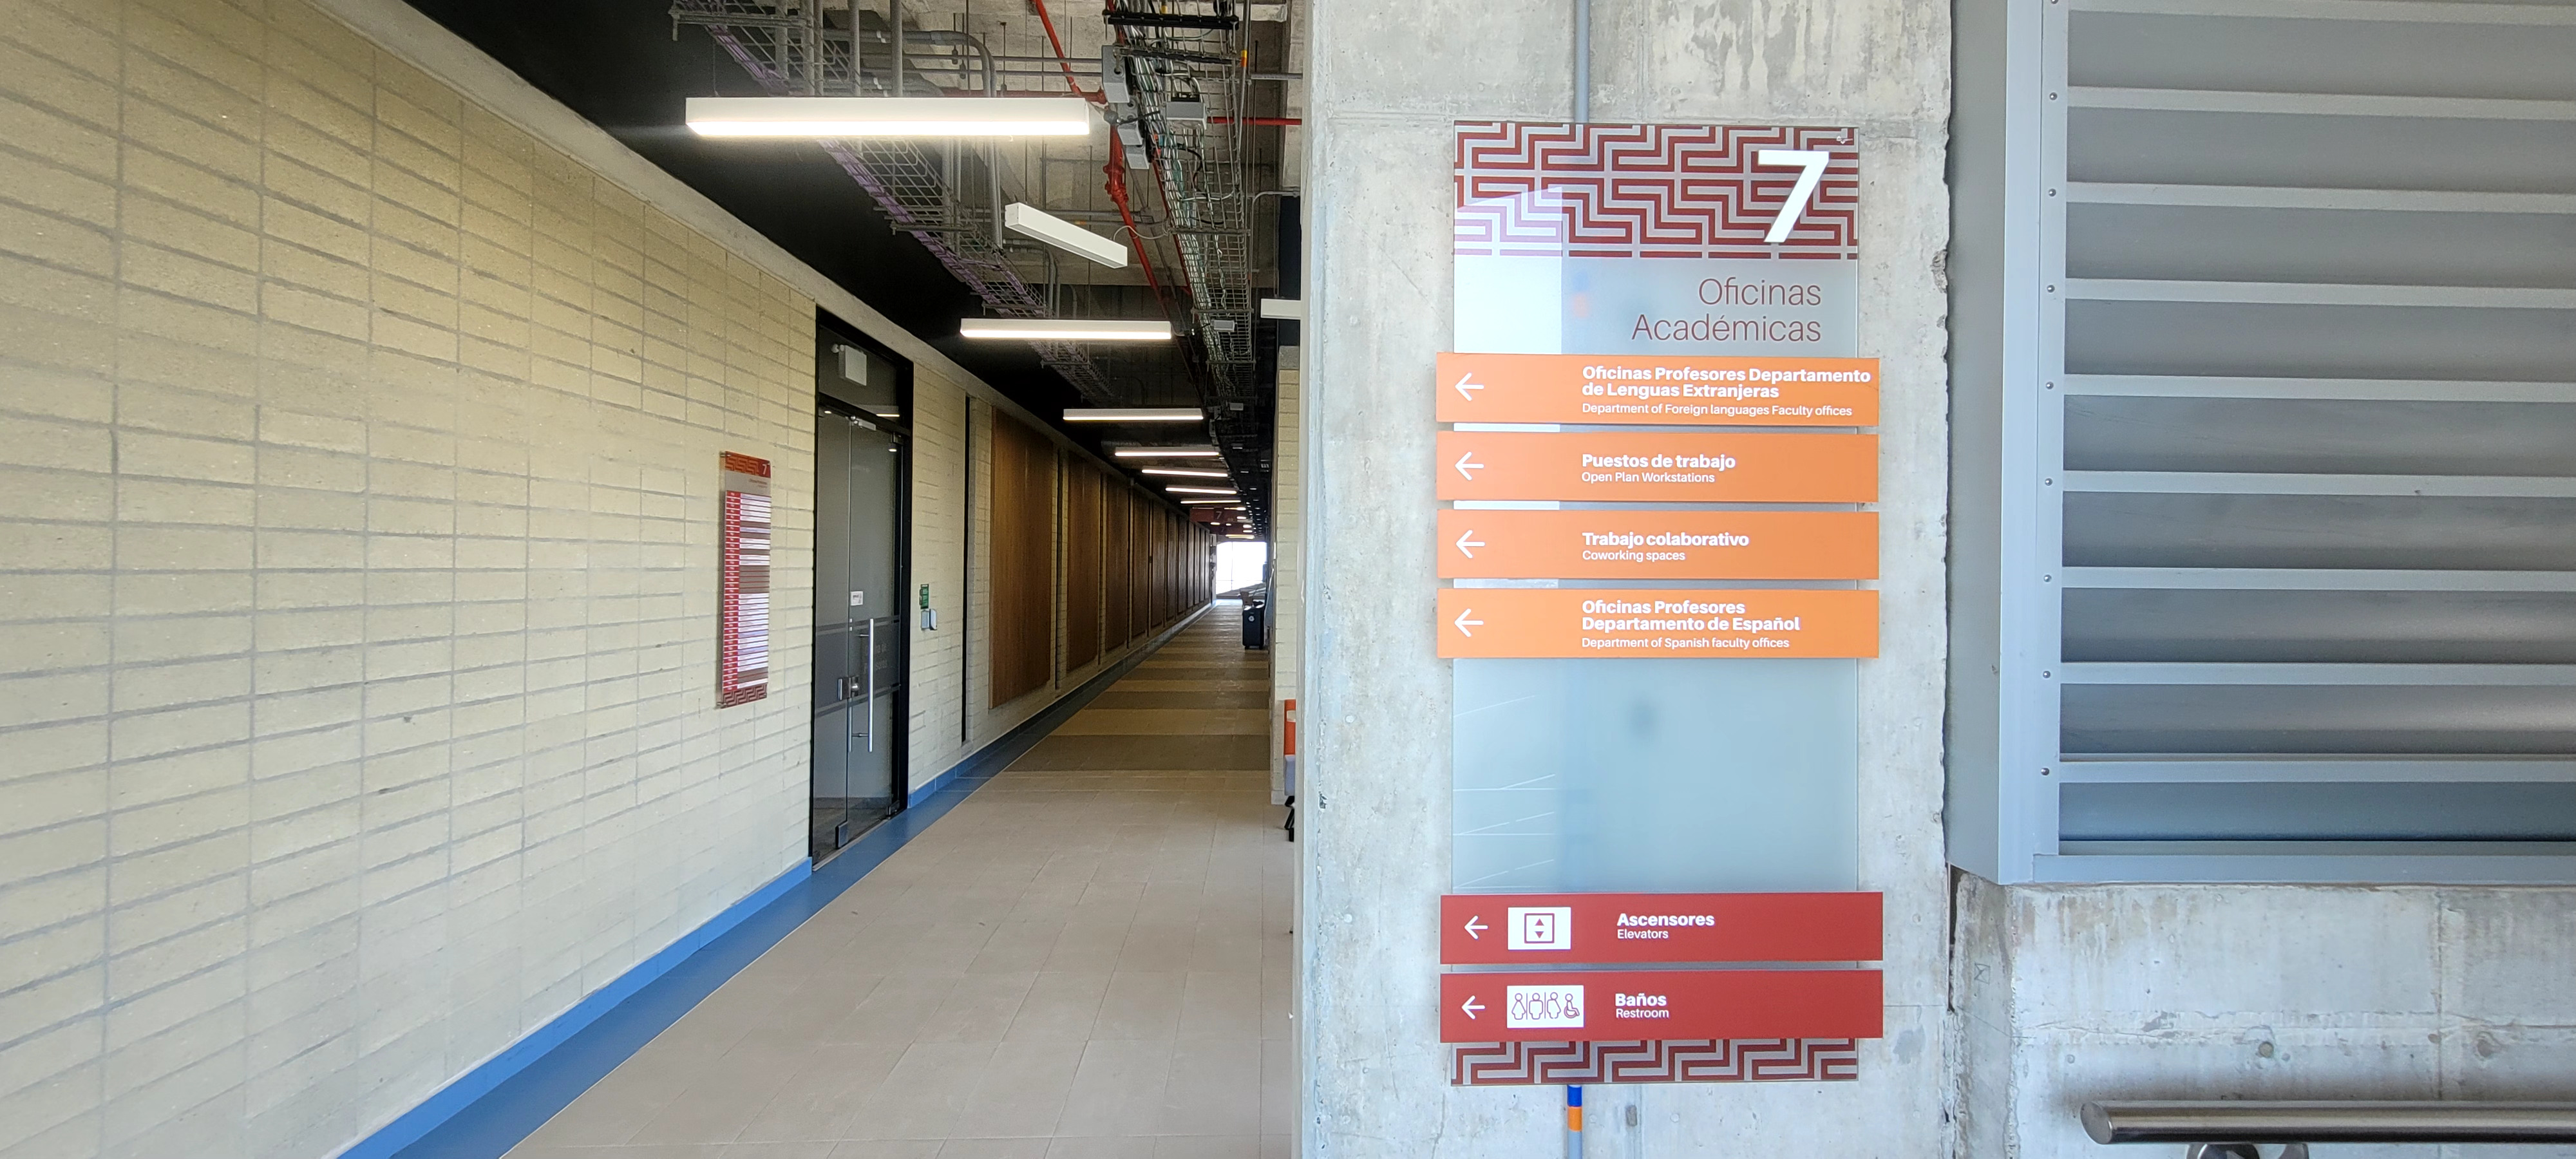 7
Oficinas
Académicas
Oficinas Profesores Departamento
de Lenguas Extranjeras
Department of Foreign languages Faculty offices
Puestos de trabajo
Open Plan Workstations
Trabajo colaborativo
Coworking spaces
Oficinas Profesores
Departamento de Español
Department of Spanish faculty offices
Ascensores
Elevators
Baños
Restroom
7